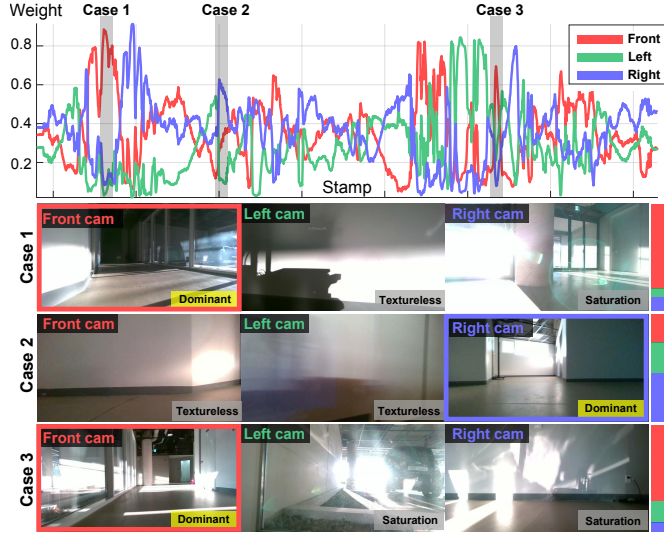 Weight
Case 1
Case 2
Case 3
0.8
0.6
0.4
0.2
Front
Left
Right
Stamp
Case 1
Front cam
Dominant
Left cam
Textureless
Right cam
Saturation
Case 2
Front cam
Textureless
Left cam
Textureless
Right cam
Dominant
Case 3
Front cam
Dominant
Left cam
Saturation
Right cam
Saturation